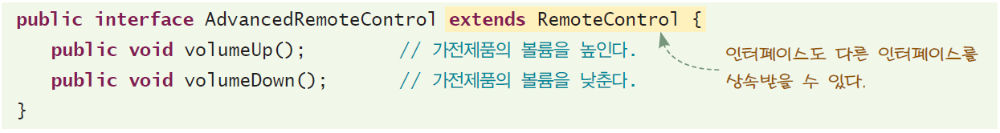 public interface AdvancedRemoteControl extends RemoteControl {
public void volumeUp(); // 가전제품의 볼륨을 높인다.
public void volumeDown(); // 가전제품의 볼륨을 낮춘다.
}
인터페이스도 다른 인터페이스를
상속받을 수 있다.